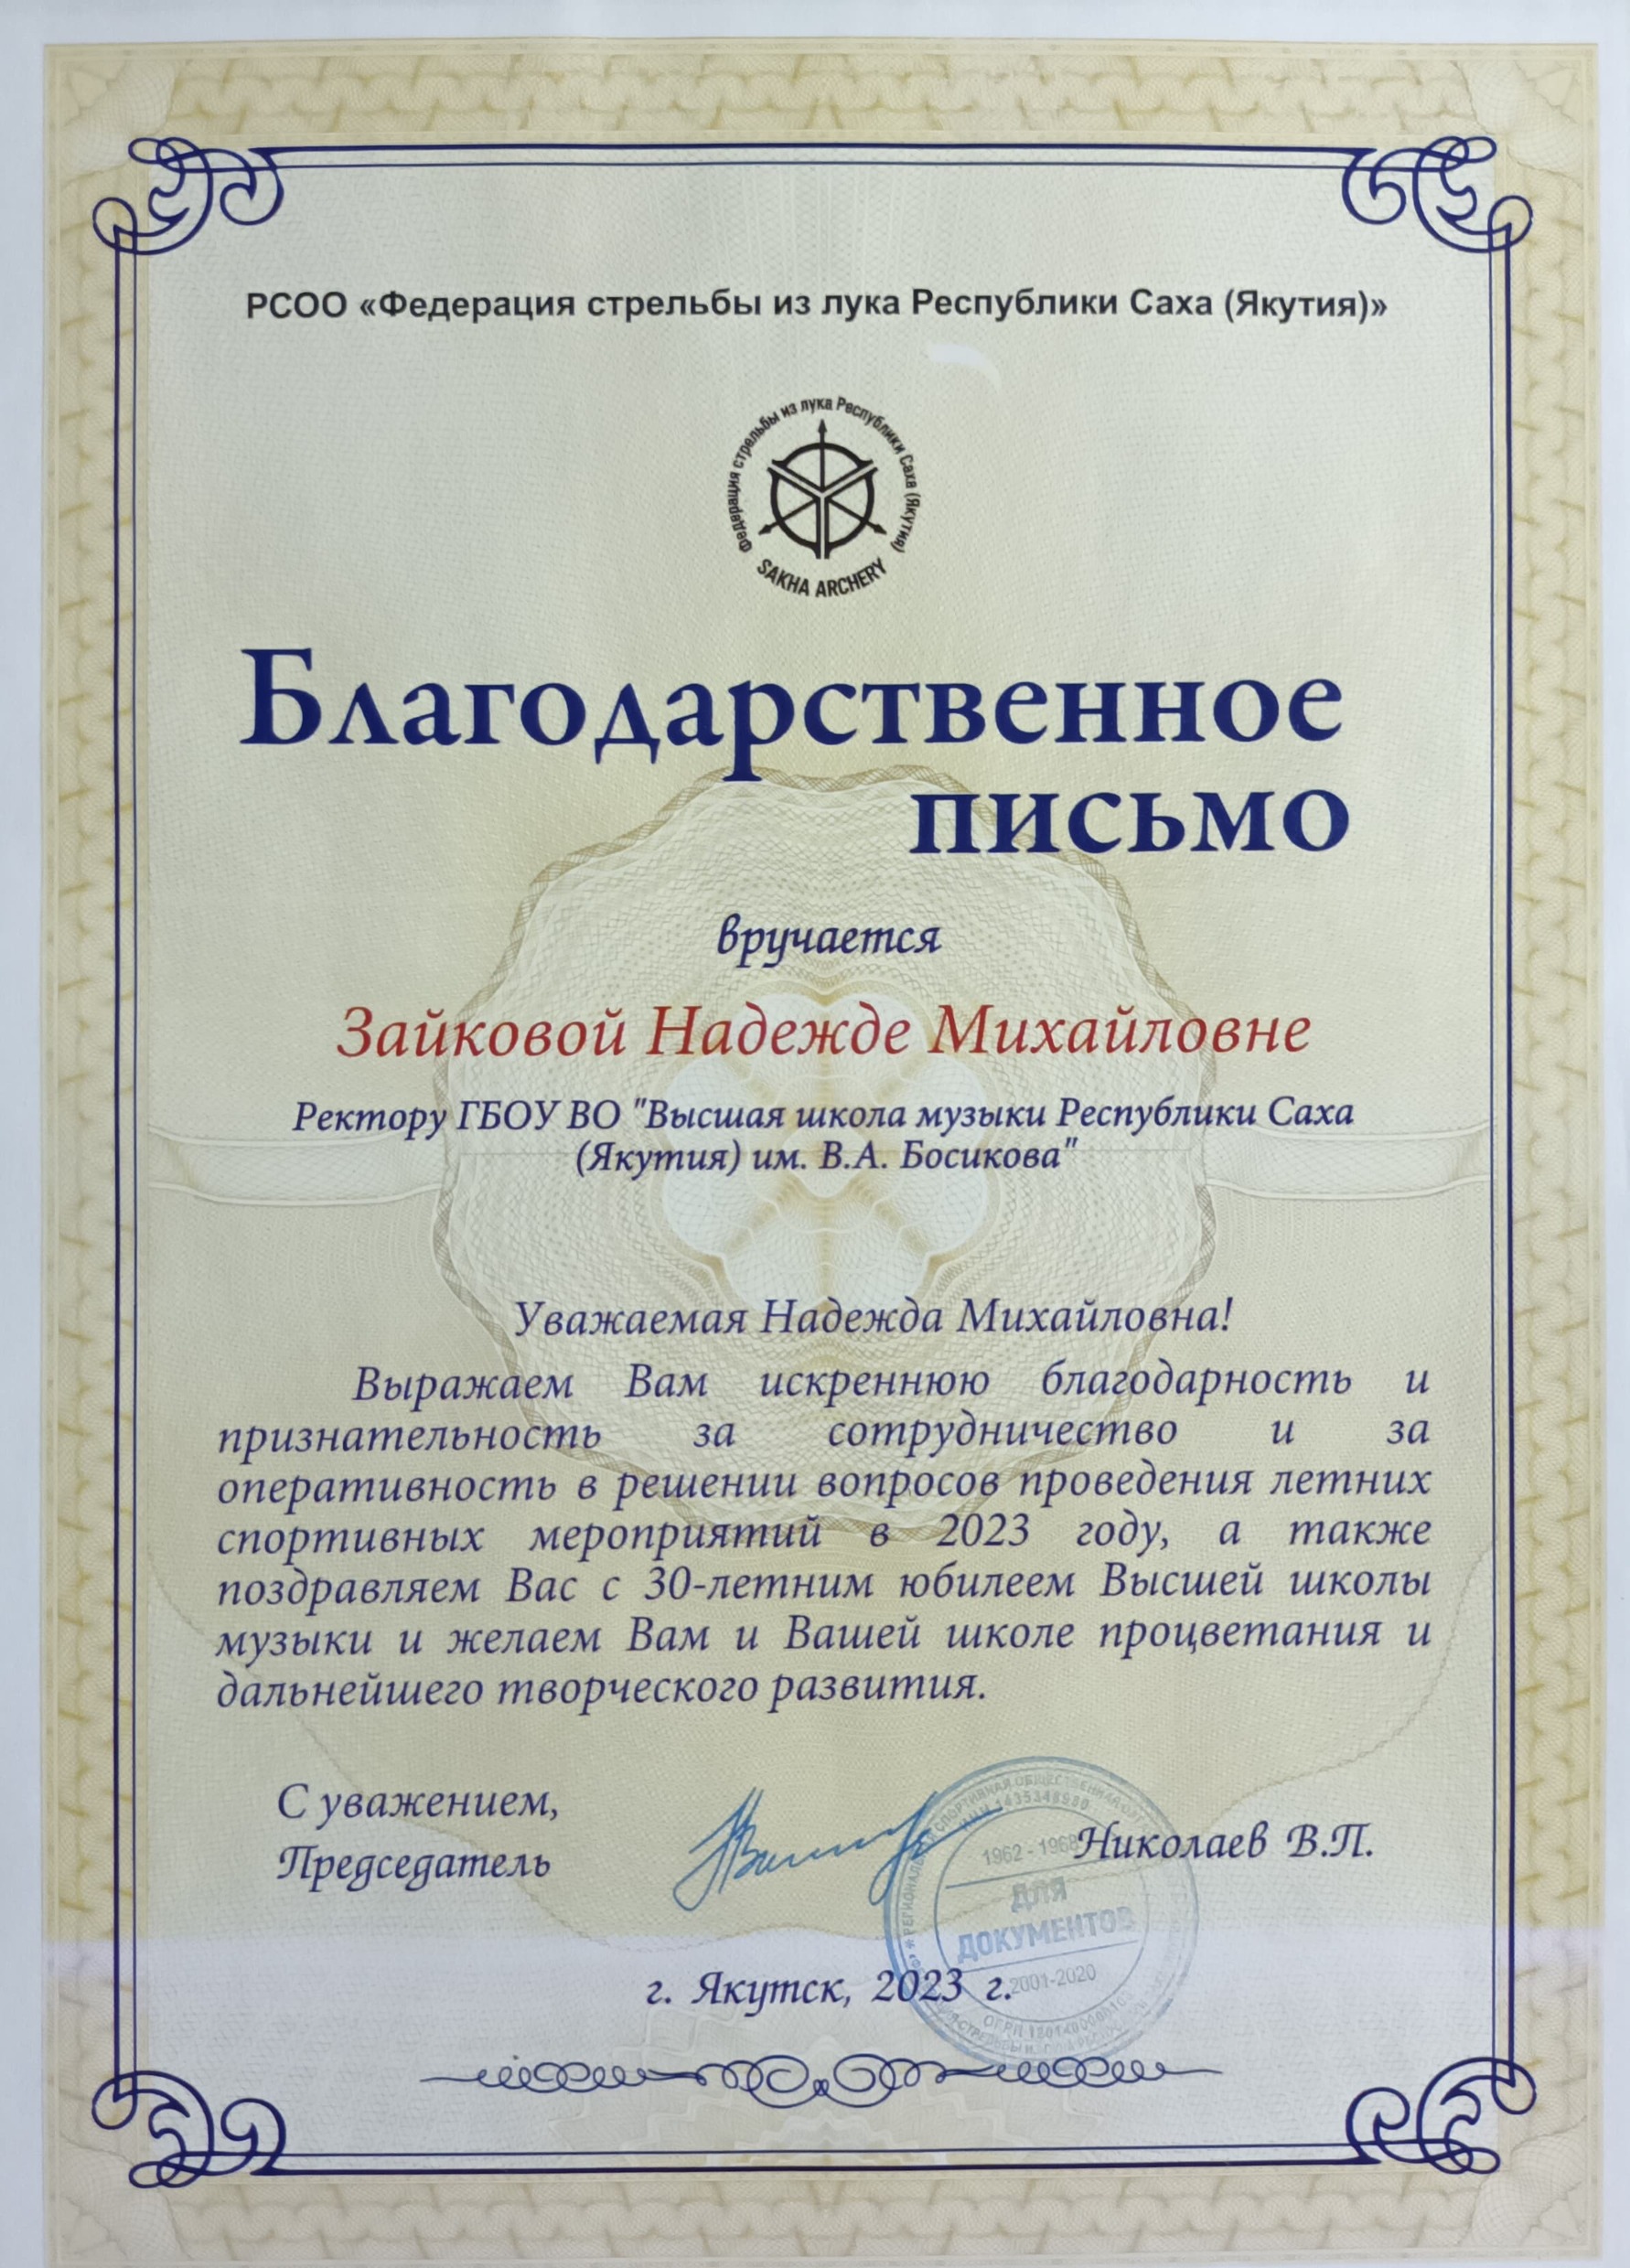 РСОО «Федерация стрельбы из лука Республики Саха (Якутия)»
Федерация стрельбы из лука Республики Саха (Якутия)
SAKHA ARCHERY
Благодарственное
письмо
вручается
Зайковой Надежде Михайловне
Ректору ГБОУ ВО "Высшая школа музыки Республики Саха
(Якутия) им. В.А. Босикова"
Уважаемая Надежда Михайловна!
Выражаем Вам искреннюю благодарность и
признательность за сотрудничество и за
оперативность в решении вопросов проведения летних
спортивных мероприятий в 2023 году, а также
поздравляем Вас с 30-летним юбилеем Высшей школы
музыки и желаем Вам и Вашей школе процветания и
дальнейшего творческого развития.
С уважением,
Председатель
Николаев В.П.
1962 - 1968
ДЛЯ
ДОКУМЕНТОВ
2001-2020
г. Якутск, 2023 г.